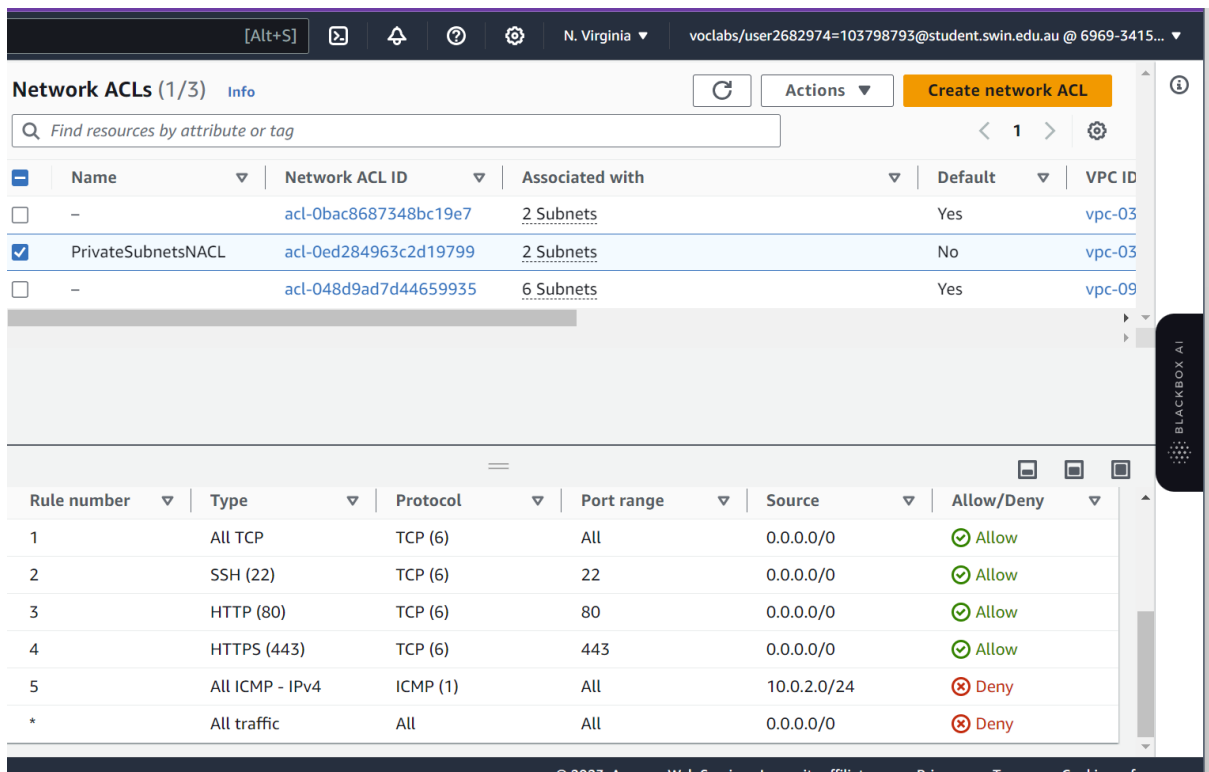 [Alt+S] N. Virginia ▼ voclabs/user2682974=103798793@student.swin.edu.au @ 6969-3415... ▼
Network ACLs (1/3) Info Actions ▼ Create network ACL
Find resources by attribute or tag 1
Name Network ACL ID Associated with Default VPC ID
– acl-0bac8687348bc19e7 2 Subnets Yes vpc-03
PrivateSubnetsNACL acl-0ed284963c2d19799 2 Subnets No vpc-03
– acl-048d9ad7d44659935 6 Subnets Yes vpc-09
BLACKBOX AI
Rule number Type Protocol Port range Source Allow/Deny
1 All TCP TCP (6) All 0.0.0.0/0 Allow
2 SSH (22) TCP (6) 22 0.0.0.0/0 Allow
3 HTTP (80) TCP (6) 80 0.0.0.0/0 Allow
4 HTTPS (443) TCP (6) 443 0.0.0.0/0 Allow
5 All ICMP - IPv4 ICMP (1) All 10.0.2.0/24 Deny
* All traffic All All 0.0.0.0/0 Deny